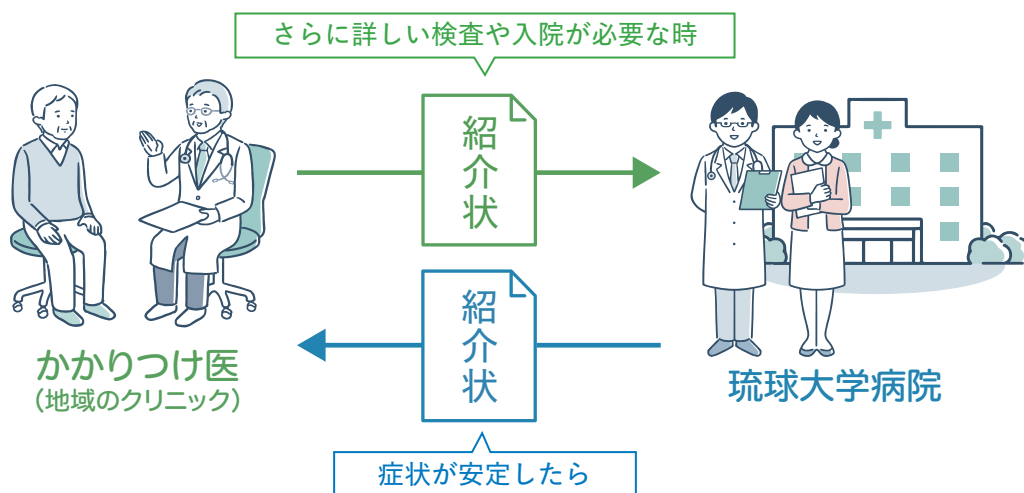 さらに詳しい検査や入院が必要な時
紹介状
紹介状
かかりつけ医
(地域のクリニック)
琉球大学病院
症状が安定したら